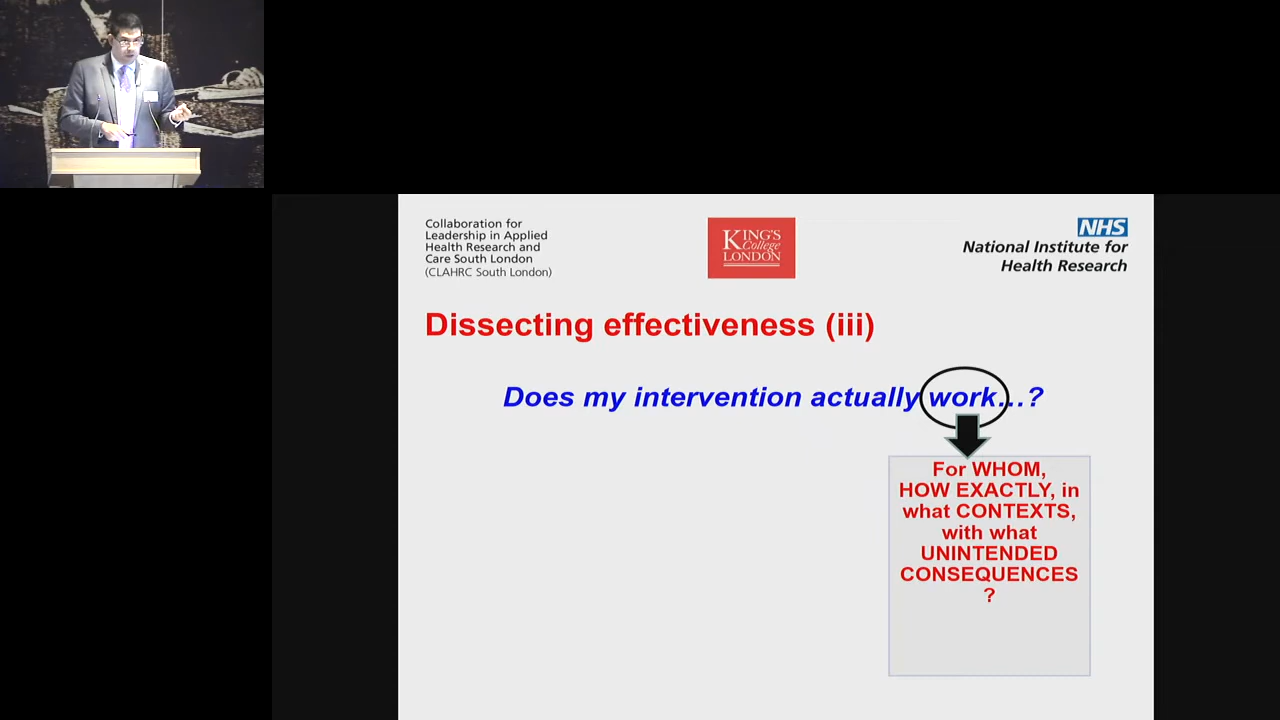 Collaboration for
Leadership in Applied
Health Research and
Care South London
(CLAHRC South London)
KING'S
College
LONDON
NHS
National Institute for
Health Research
Dissecting effectiveness (iii)
Does my intervention actually work…?
For WHOM,
HOW EXACTLY, in
what CONTEXTS,
with what
UNINTENDED
CONSEQUENCES
?